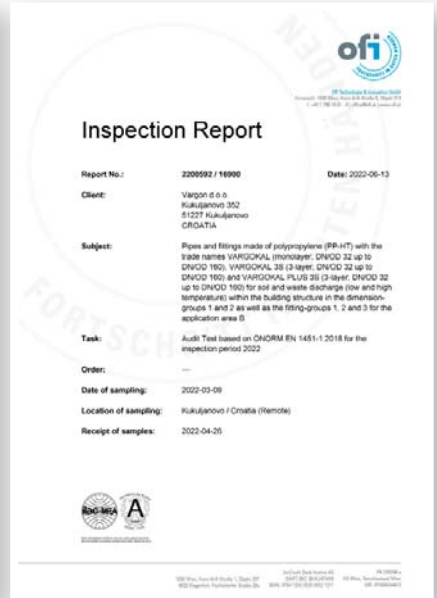 ofi
Inspection Report
Report No.: 2200592 / 16900 Date: 2022-06-13
Client: Vargon d.o.o
Kukuljanovo 352
51227 Kukuljanovo
CROATIA
Subject: Pipes and fittings made of polypropylene (PP-HT) with the
trade names VARGOKAL (monolayer, DN/OD 32 up to
DN/OD 160), VARGOKAL 3S (3-layer, DN/OD 32 up to
DN/OD 160) and VARGOKAL PLUS 3S (3-layer, DN/OD 32
up to DN/OD 160) for soil and waste discharge (low and high
temperature) within the building structure in the dimension-
groups 1 and 2 as well as the fitting-groups 1, 2 and 3 for the
application area B
Task: Audit Test based on ÖNORM EN 1451-1:2018 for the
inspection period 2022
Order: ---
Date of sampling: 2022-03-09
Location of sampling: Kukuljanovo / Croatia (Remote)
Receipt of samples: 2022-04-26
ilac-MRA
A